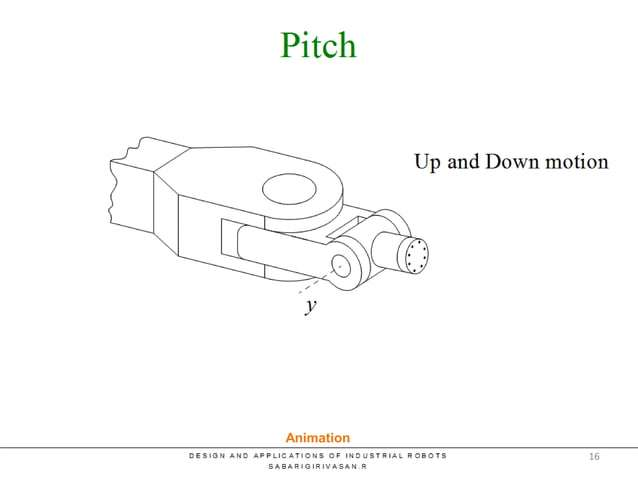 Pitch
Up and Down motion
y
Animation
DESIGN AND APPLICATIONS OF INDUSTRIAL ROBOTS
16
SABARIGIRIVASAN.R